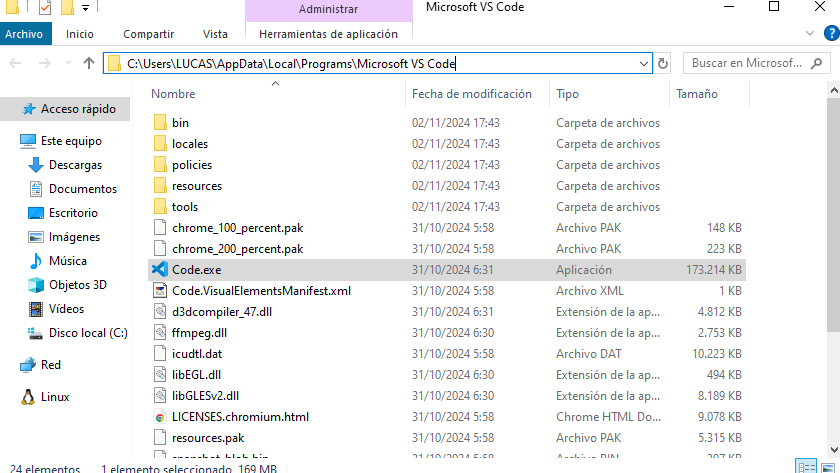 Administrar
Microsoft VS Code
Archivo Inicio Compartir Vista Herramientas de aplicación
C:\Users\LUCAS\AppData\Local\Programs\Microsoft VS Code
Buscar en Microsof...
Nombre Fecha de modificación Tipo Tamaño
Acceso rápido
Este equipo
Descargas
Documentos
Escritorio
Imágenes
Música
Objetos 3D
Vídeos
Disco local (C:)
Red
Linux
bin 02/11/2024 17:43 Carpeta de archivos
locales 02/11/2024 17:43 Carpeta de archivos
policies 02/11/2024 17:43 Carpeta de archivos
resources 02/11/2024 17:43 Carpeta de archivos
tools 02/11/2024 17:43 Carpeta de archivos
chrome_100_percent.pak 31/10/2024 5:58 Archivo PAK 148 KB
chrome_200_percent.pak 31/10/2024 5:58 Archivo PAK 223 KB
Code.exe 31/10/2024 6:31 Aplicación 173.214 KB
Code.VisualElementsManifest.xml 31/10/2024 5:58 Archivo XML 1 KB
d3dcompiler_47.dll 31/10/2024 6:31 Extensión de la ap... 4.812 KB
ffmpeg.dll 31/10/2024 6:30 Extensión de la ap... 2.753 KB
icudtl.dat 31/10/2024 5:58 Archivo DAT 10.223 KB
libEGL.dll 31/10/2024 6:30 Extensión de la ap... 494 KB
libGLESv2.dll 31/10/2024 6:30 Extensión de la ap... 8.189 KB
LICENSES.chromium.html 31/10/2024 5:58 Chrome HTML Do... 9.078 KB
resources.pak 31/10/2024 5:58 Archivo PAK 5.315 KB
24 elementos 1 elemento seleccionado 169 MB